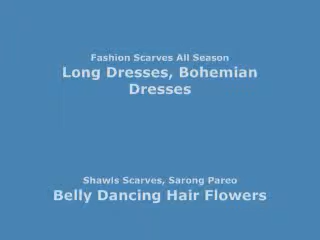 Fashion Scarves All Season
Long Dresses, Bohemian
Dresses
Shawls Scarves, Sarong Pareo
Belly Dancing Hair Flowers